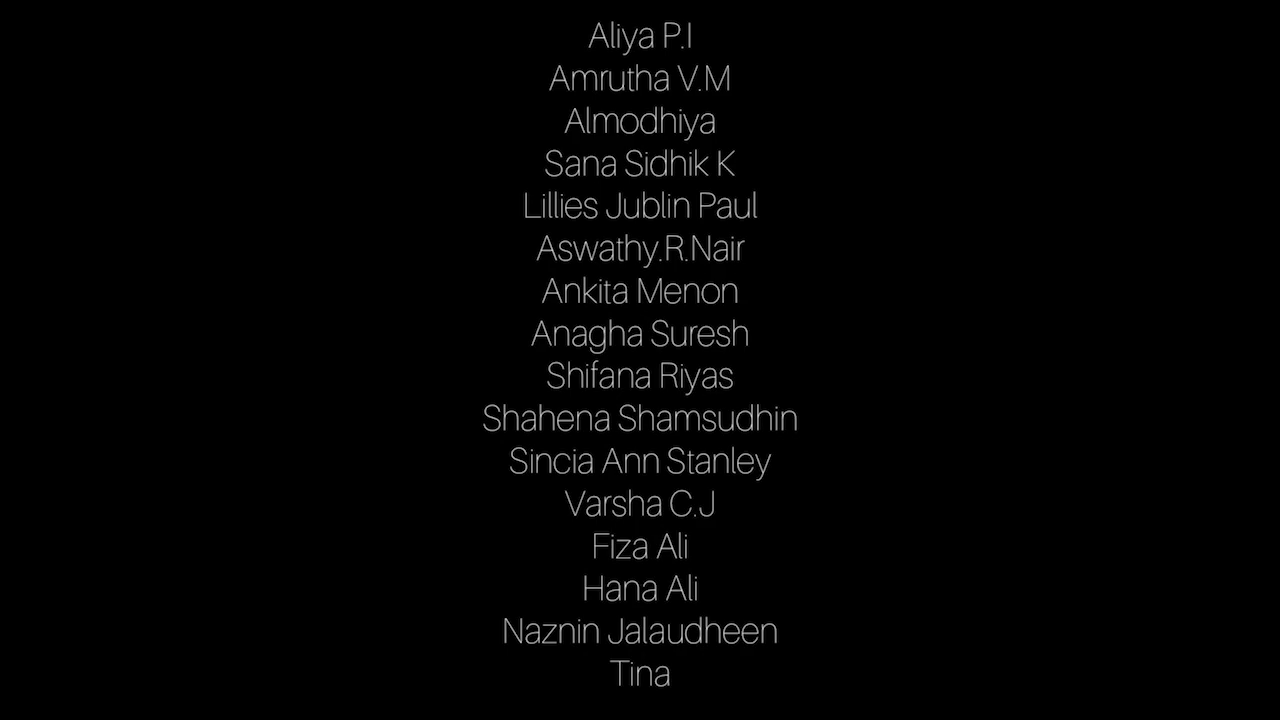 Aliya P.I
Amrutha V.M
Almodhiya
Sana Sidhik K
Lillies Jublin Paul
Aswathy.R.Nair
Ankita Menon
Anagha Suresh
Shifana Riyas
Shahena Shamsudhin
Sincia Ann Stanley
Varsha C.J
Fiza Ali
Hana Ali
Naznin Jalaudheen
Tina